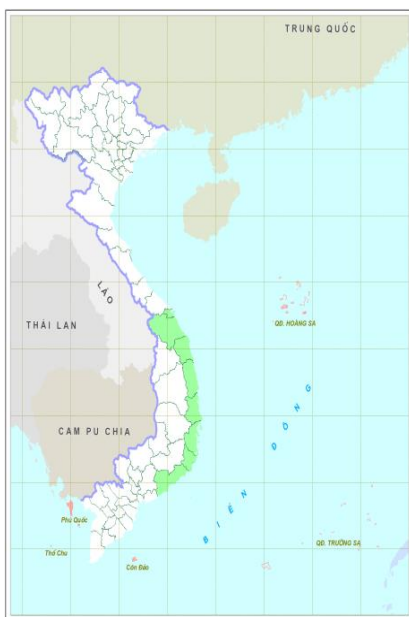 TRUNG QUỐC
LÀO
THÁI LAN
QĐ. HOÀNG SA
CAM PU CHIA
BIỂN ĐÔNG
Phú Quốc
Thổ Chu
Côn Đảo
QĐ. TRƯỜNG SA